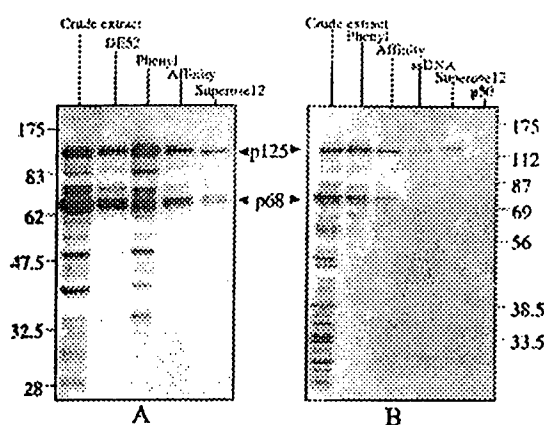 Crude extract
DE52
Phenyl
Affinity
Superose12
175
83
62
47.5
32.5
28
p125
p68
Crude extract
Phenyl
Affinity
ssDNA
Superose12
p50
175
112
87
69
56
38.5
33.5
A
B